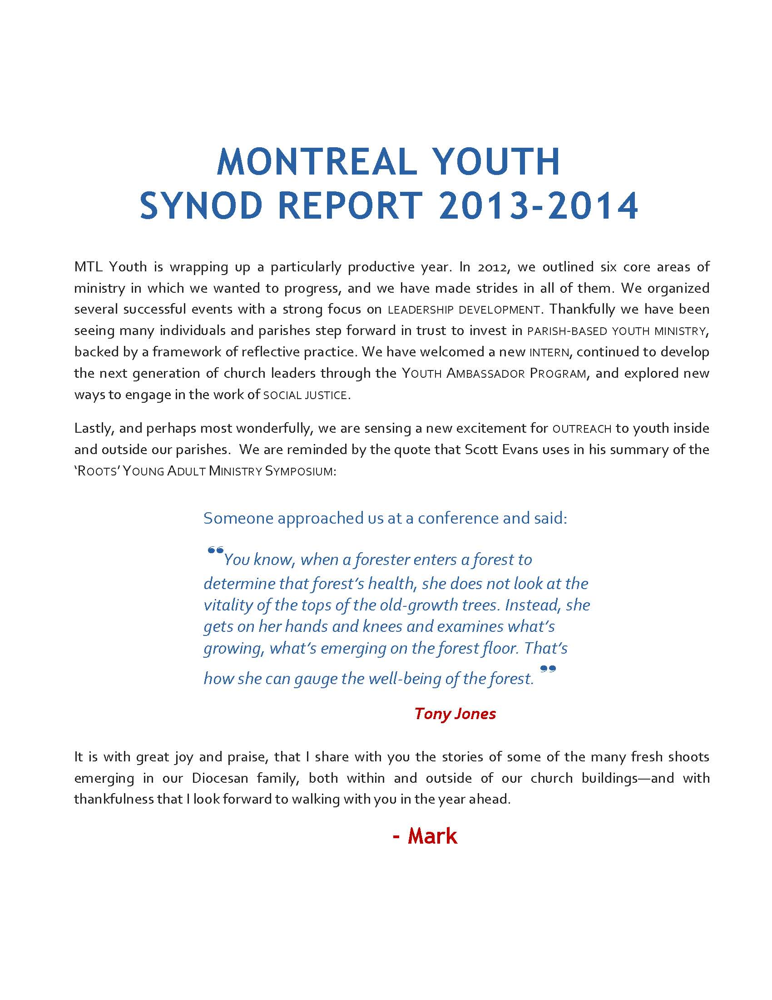 MONTREAL YOUTH
SYNOD REPORT 2013-2014
MTL Youth is wrapping up a particularly productive year. In 2012, we outlined six core areas of
ministry in which we wanted to progress, and we have made strides in all of them. We organized
several successful events with a strong focus on LEADERSHIP DEVELOPMENT. Thankfully we have been
seeing many individuals and parishes step forward in trust to invest in PARISH-BASED YOUTH MINISTRY,
backed by a framework of reflective practice. We have welcomed a new INTERN, continued to develop
the next generation of church leaders through the YOUTH AMBASSADOR PROGRAM, and explored new
ways to engage in the work of SOCIAL JUSTICE.
Lastly, and perhaps most wonderfully, we are sensing a new excitement for OUTREACH to youth inside
and outside our parishes.  We are reminded by the quote that Scott Evans uses in his summary of the
‘ROOTS’ YOUNG ADULT MINISTRY SYMPOSIUM:
Someone approached us at a conference and said:
“You know, when a forester enters a forest to
determine that forest’s health, she does not look at the
vitality of the tops of the old-growth trees. Instead, she
gets on her hands and knees and examines what’s
growing, what’s emerging on the forest floor. That’s
how she can gauge the well-being of the forest.”
Tony Jones
It is with great joy and praise, that I share with you the stories of some of the many fresh shoots
emerging in our Diocesan family, both within and outside of our church buildings—and with
thankfulness that I look forward to walking with you in the year ahead.
- Mark